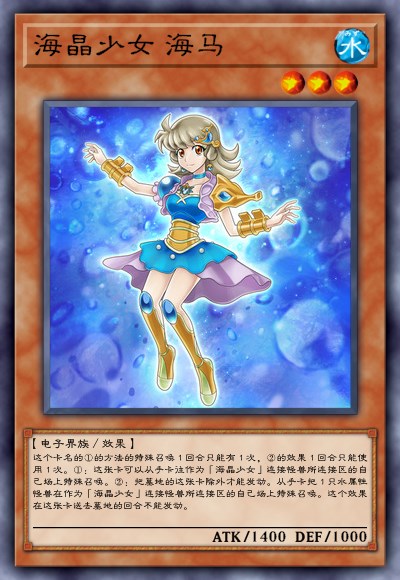 海晶少女 海马
水
【电子界族／效果】
这个卡名的①的方法的特殊召唤1回合只能有1次，②的效果1回合只能使
用1次。①：这张卡可以从手卡往作为「海晶少女」连接怪兽所连接区的自
己场上特殊召唤。②：把墓地的这张卡除外才能发动。从手卡把1只水属性
怪兽在作为「海晶少女」连接怪兽所连接区的自己场上特殊召唤。这个效果
在这张卡送去墓地的回合不能发动。
ATK/1400 DEF/1000